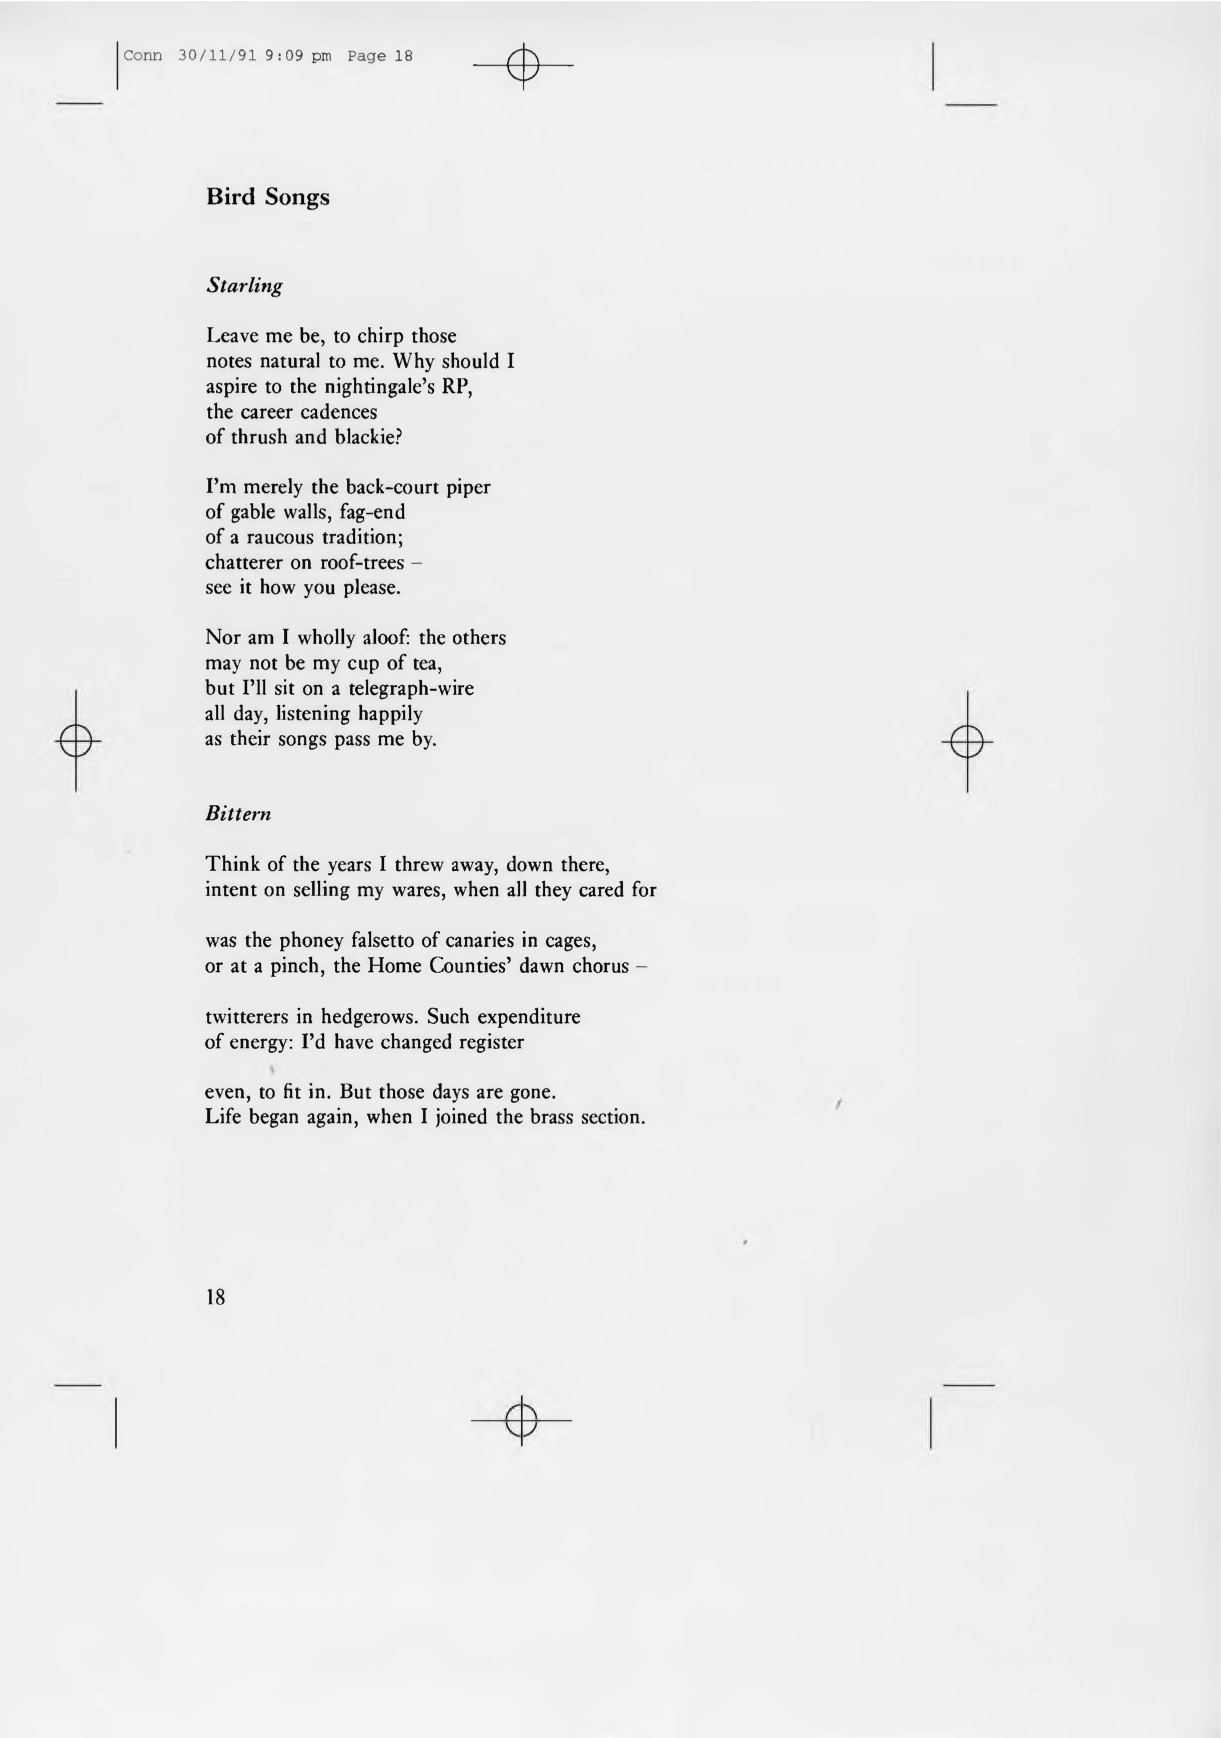 Conn 30/11/91 9:09 pm Page 18
Bird Songs
Starling
Leave me be, to chirp those
notes natural to me. Why should I
aspire to the nightingale’s RP,
the career cadences
of thrush and blackie?
I’m merely the back-court piper
of gable walls, fag-end
of a raucous tradition;
chatterer on roof-trees –
see it how you please.
Nor am I wholly aloof: the others
may not be my cup of tea,
but I’ll sit on a telegraph-wire
all day, listening happily
as their songs pass me by.
Bittern
Think of the years I threw away, down there,
intent on selling my wares, when all they cared for
was the phoney falsetto of canaries in cages,
or at a pinch, the Home Counties’ dawn chorus –
twitterers in hedgerows. Such expenditure
of energy: I’d have changed register
even, to fit in. But those days are gone.
Life began again, when I joined the brass section.
18